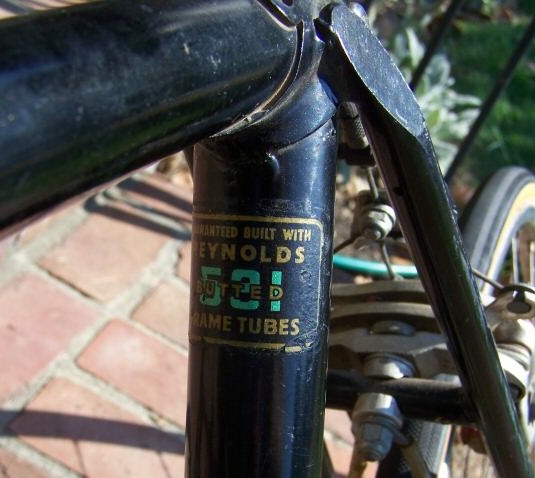 ARANTEED BUILT WITH
EYNOLDS
531
BUTTED
RAME TUBES